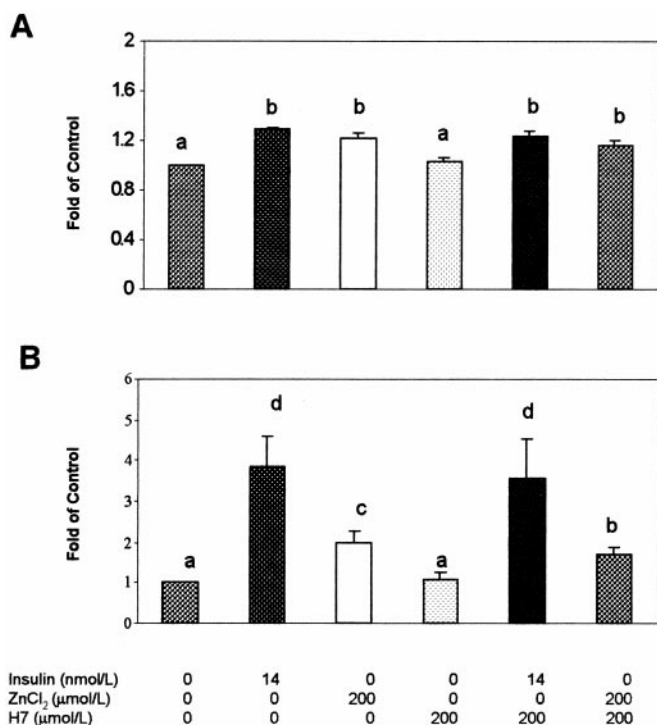 A
2
b
b
b
b
1.6
a
a
1.2
0.8
0.4
0
Fold of Control
B
6
d
d
5
4
c
3
b
2
a
a
1
0
Fold of Control
Insulin (nmol/L) 0 14 0 0 14 0
ZnCl₂ (μmol/L) 0 0 200 0 0 200
H7 (μmol/L) 0 0 0 200 200 200